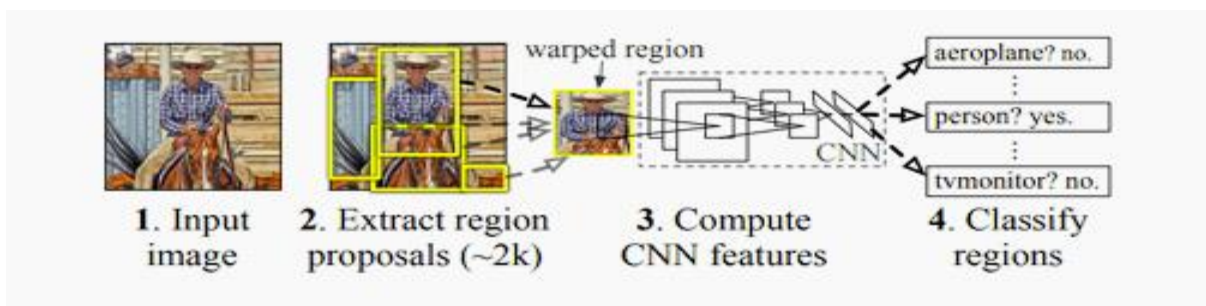 warped region
aeroplane? no.
person? yes.
CNN
tvmonitor? no.
1. Input
image
2. Extract region
proposals (~2k)
3. Compute
CNN features
4. Classify
regions